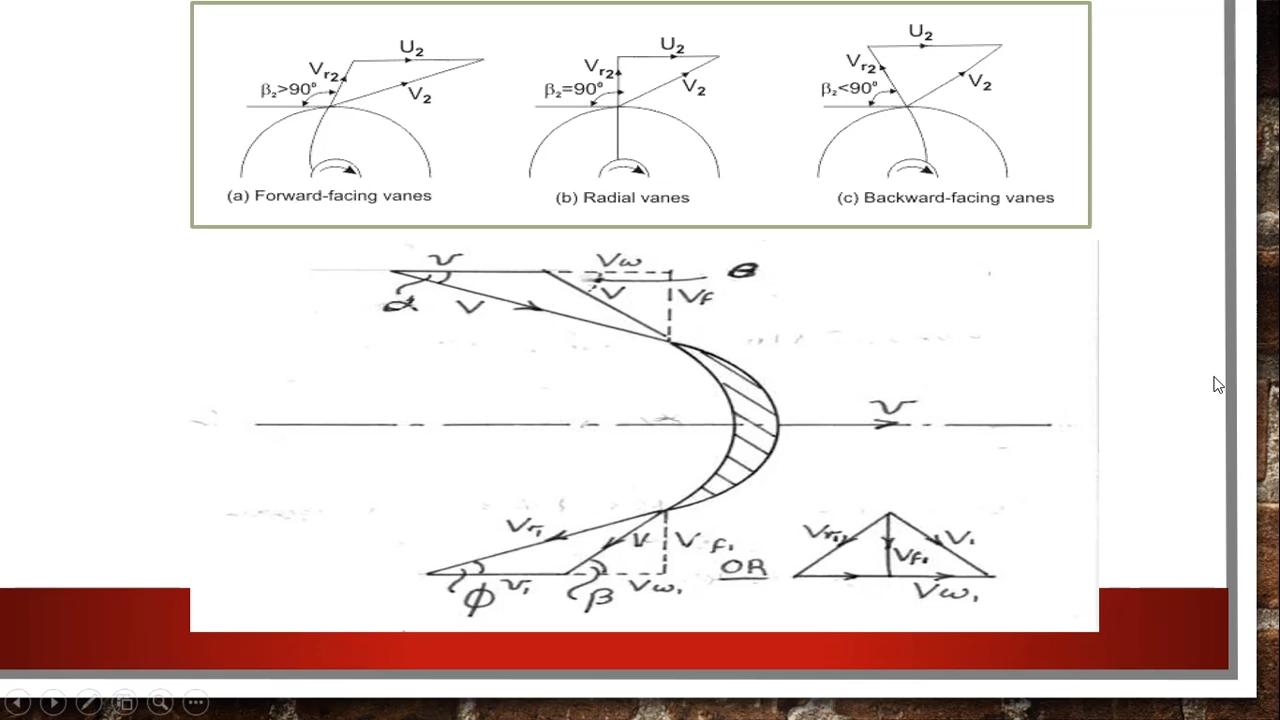 U₂ U₂ U₂
Vr₂ Vr₂ Vr₂
β₂>90° β₂=90° β₂<90°
V₂ V₂ V₂
(a) Forward-facing vanes (b) Radial vanes (c) Backward-facing vanes
v Vω θ
α V V Vf
v
Vr₁ V Vf₁ OR Vr₁ Vf₁ V₁
φ v₁ β Vω₁ Vω₁